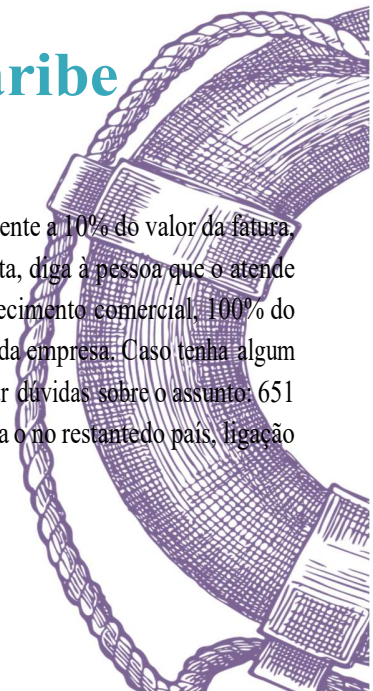 aribe
ente a 10% do valor da fatura,
ta, diga à pessoa que o atende
ecimento comercial, 100% do
da empresa. Caso tenha algum
r dúvidas sobre o assunto: 651
a o no restantedo país, ligação